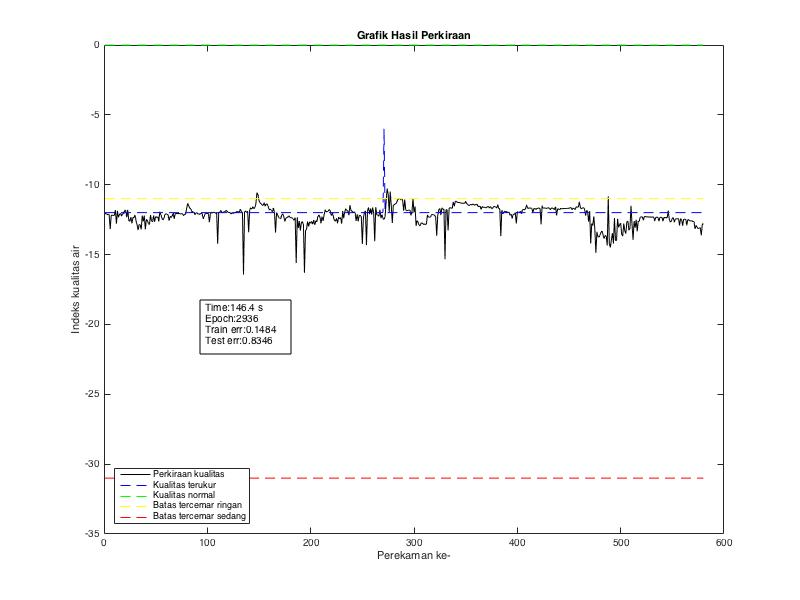 Grafik Hasil Perkiraan
0
-5
-10
-15
-20
-25
-30
-35
Indeks kualitas air
Time:146.4 s
Epoch:2936
Train err:0.1484
Test err:0.8346
Perkiraan kualitas
Kualitas terukur
Kualitas normal
Batas tercemar ringan
Batas tercemar sedang
0 100 200 300 400 500 600
Perekaman ke-